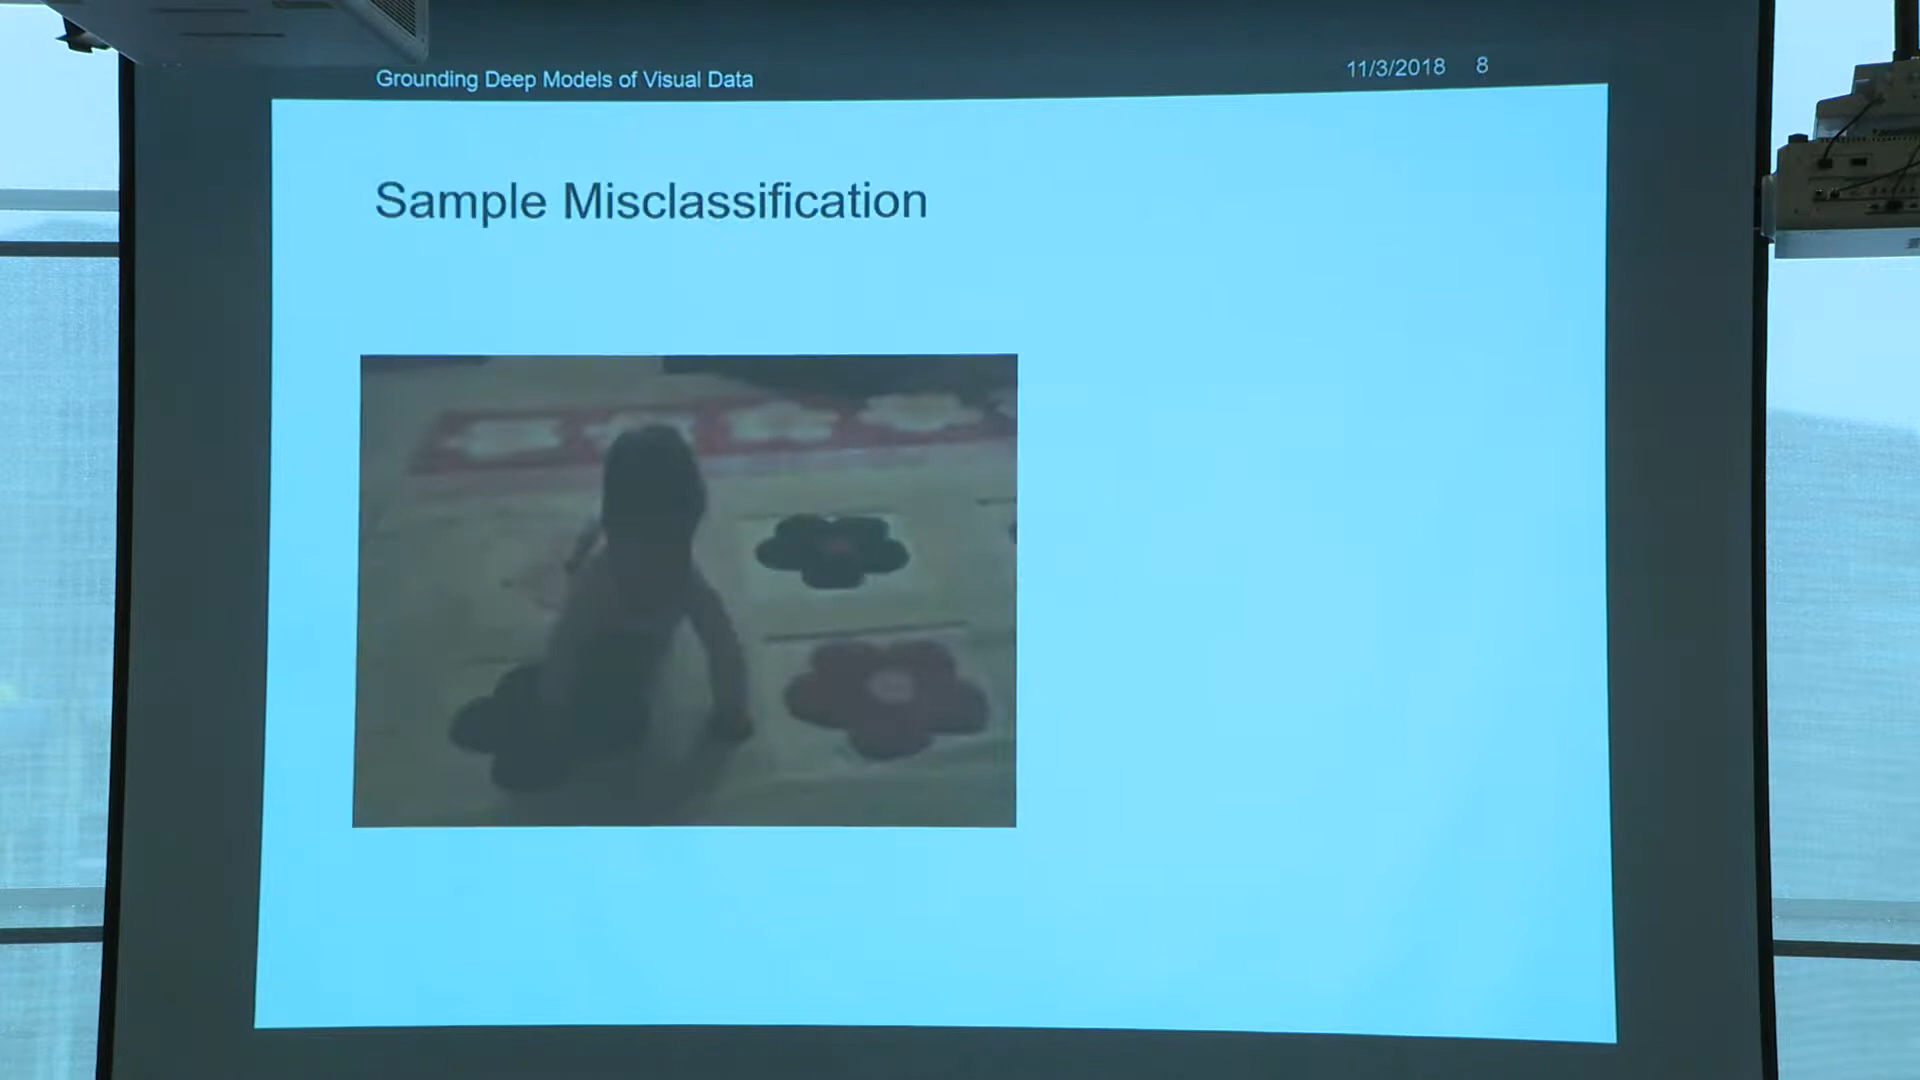 Grounding Deep Models of Visual Data
11/3/2018 8
Sample Misclassification